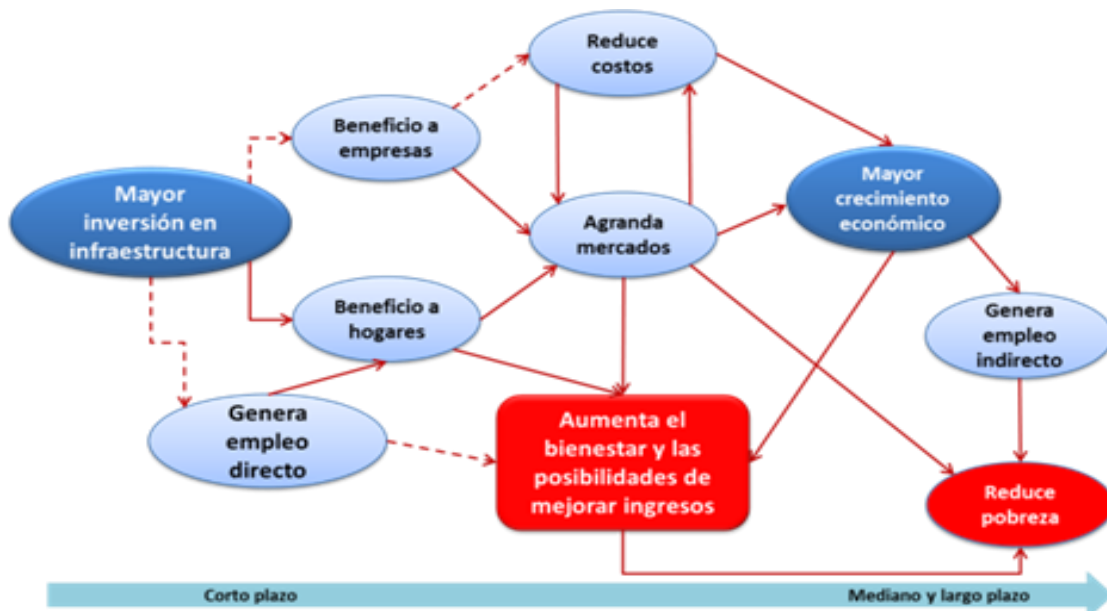 Reduce
costos
Beneficio a
empresas
Mayor
inversión en
infraestructura
Agranda
mercados
Mayor
crecimiento
económico
Beneficio a
hogares
Genera
empleo
indirecto
Genera
empleo
directo
Aumenta el
bienestar y las
posibilidades de
mejorar ingresos
Reduce
pobreza
Corto plazo
Mediano y largo plazo